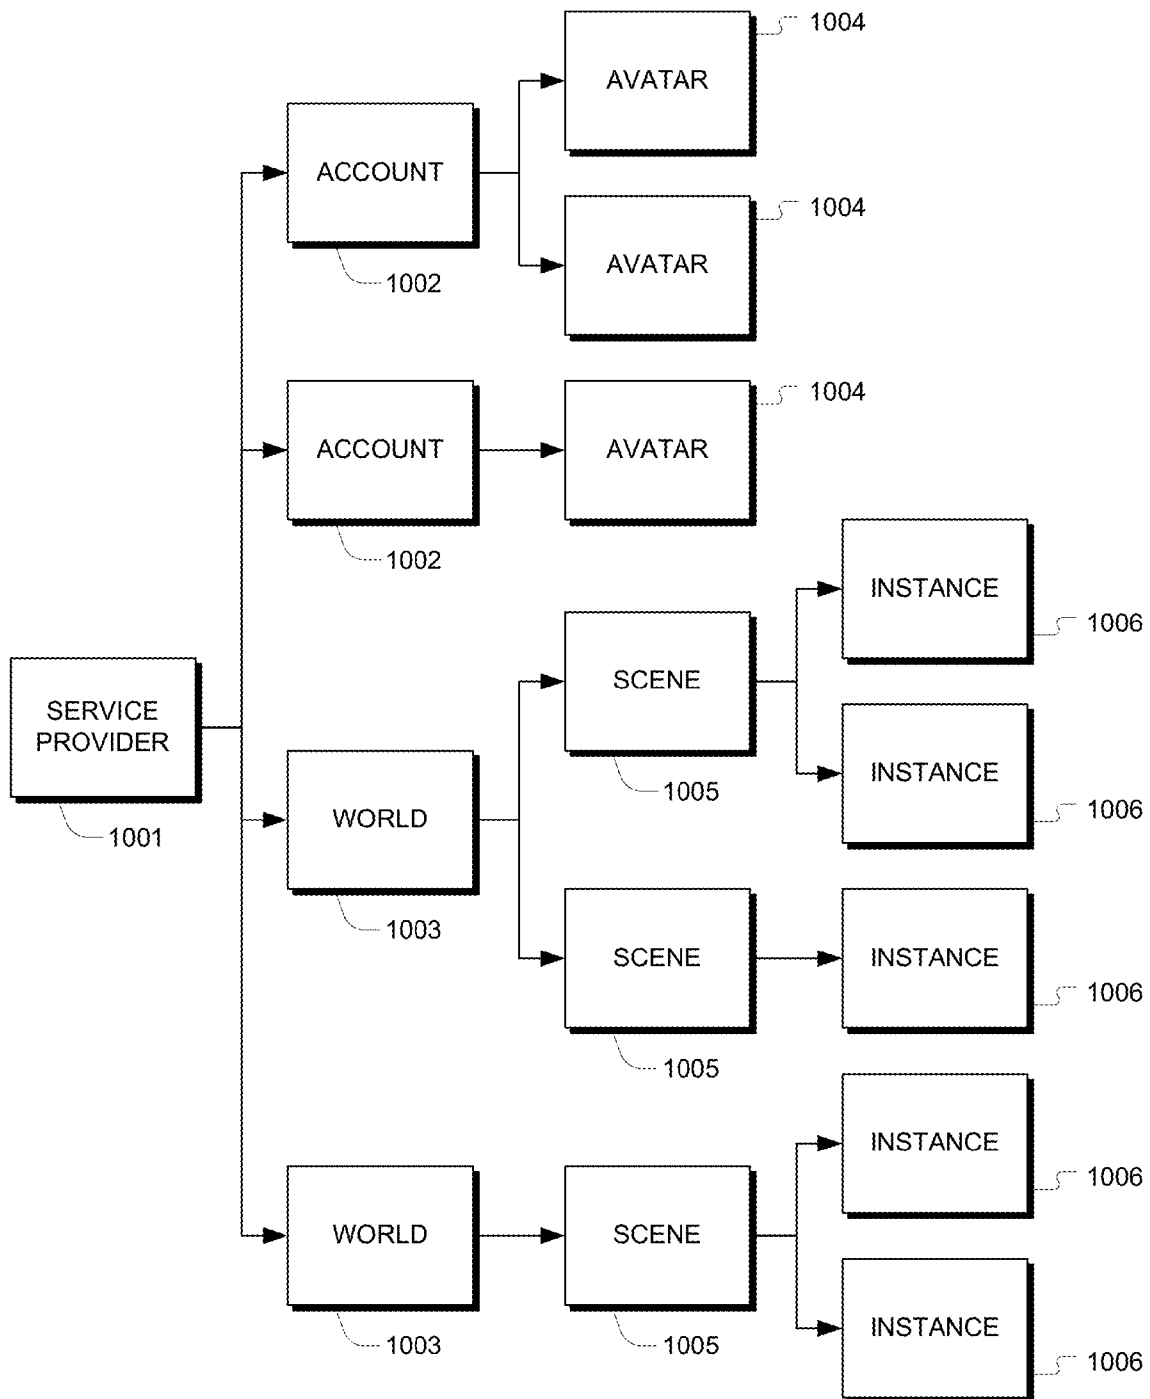 1004
AVATAR
ACCOUNT
1004
AVATAR
1002
1004
ACCOUNT
AVATAR
1002
INSTANCE
1006
SCENE
SERVICE
PROVIDER
INSTANCE
1005
1006
WORLD
1001
1003
SCENE
INSTANCE
1006
1005
INSTANCE
1006
WORLD
SCENE
INSTANCE
1003
1005
1006